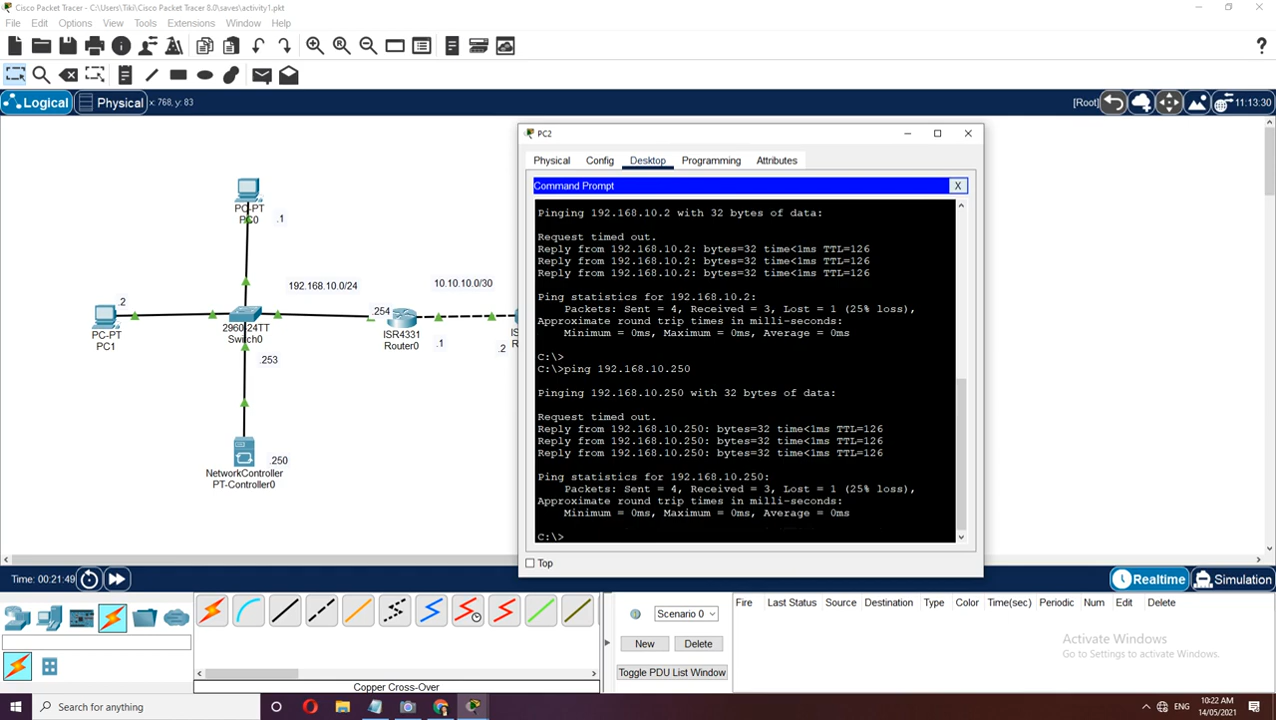 Cisco Packet Tracer - C:\Users\Tiki\Cisco Packet Tracer 8.0\saves\activity1.pkt
File Edit Options View Tools Extensions Window Help
Logical Physical x: 768, y: 83 [Root] 11:13:30
PC2
Physical Config Desktop Programming Attributes
Command Prompt X
Pinging 192.168.10.2 with 32 bytes of data:
Request timed out.
Reply from 192.168.10.2: bytes=32 time<1ms TTL=126
Reply from 192.168.10.2: bytes=32 time<1ms TTL=126
Reply from 192.168.10.2: bytes=32 time<1ms TTL=126
Ping statistics for 192.168.10.2:
Packets: Sent = 4, Received = 3, Lost = 1 (25% loss),
Approximate round trip times in milli-seconds:
Minimum = 0ms, Maximum = 0ms, Average = 0ms
C:\>
C:\>ping 192.168.10.250
Pinging 192.168.10.250 with 32 bytes of data:
Request timed out.
Reply from 192.168.10.250: bytes=32 time<1ms TTL=126
Reply from 192.168.10.250: bytes=32 time<1ms TTL=126
Reply from 192.168.10.250: bytes=32 time<1ms TTL=126
Ping statistics for 192.168.10.250:
Packets: Sent = 4, Received = 3, Lost = 1 (25% loss),
Approximate round trip times in milli-seconds:
Minimum = 0ms, Maximum = 0ms, Average = 0ms
C:\>
Top
PC-PT
PC0
.1
192.168.10.0/24
10.10.10.0/30
.2
.254
PC-PT
PC1
2960-24TT
Switch0
.253
ISR4331
Router0
.1
.2
.250
NetworkController
PT-Controller0
Time: 00:21:49 Realtime Simulation
Scenario 0
New Delete
Toggle PDU List Window
Fire Last Status Source Destination Type Color Time(sec) Periodic Num Edit Delete
Activate Windows
Go to Settings to activate Windows.
Copper Cross-Over
Search for anything
ENG
10:22 AM
14/05/2021